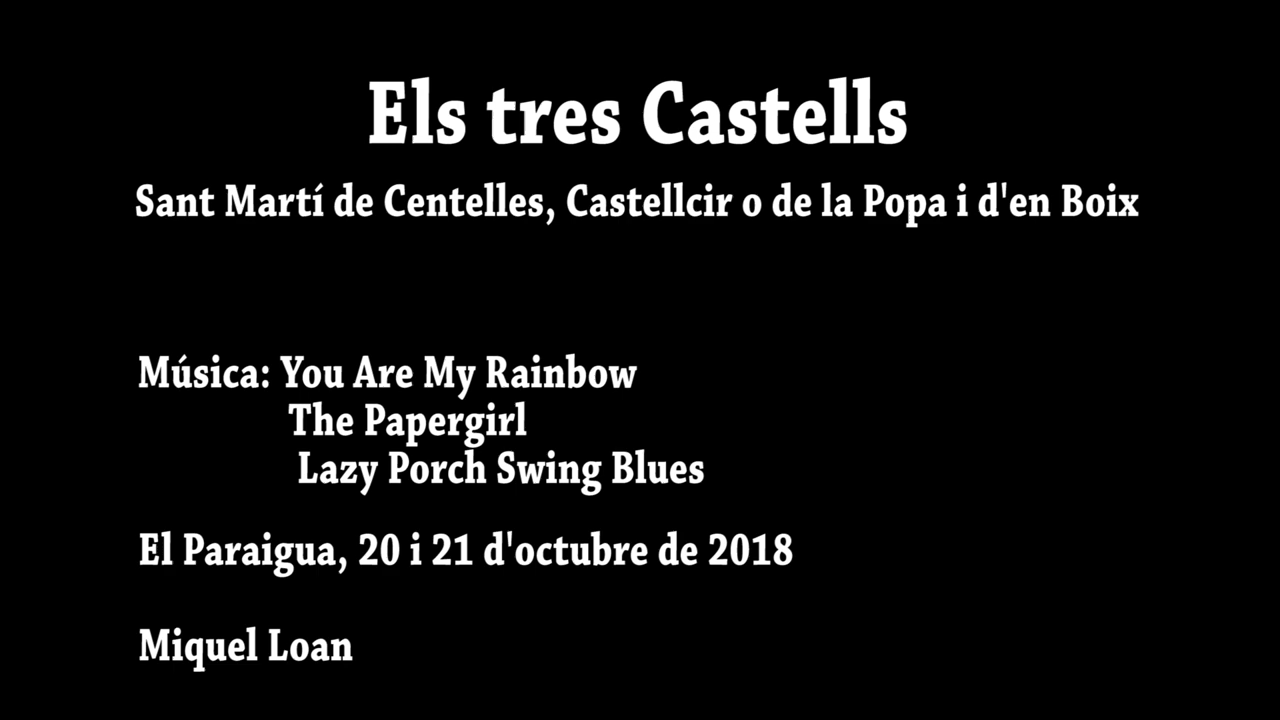 Els tres Castells
Sant Martí de Centelles, Castellcir o de la Popa i d'en Boix
Música: You Are My Rainbow
The Papergirl
Lazy Porch Swing Blues
El Paraigua, 20 i 21 d'octubre de 2018
Miquel Loan